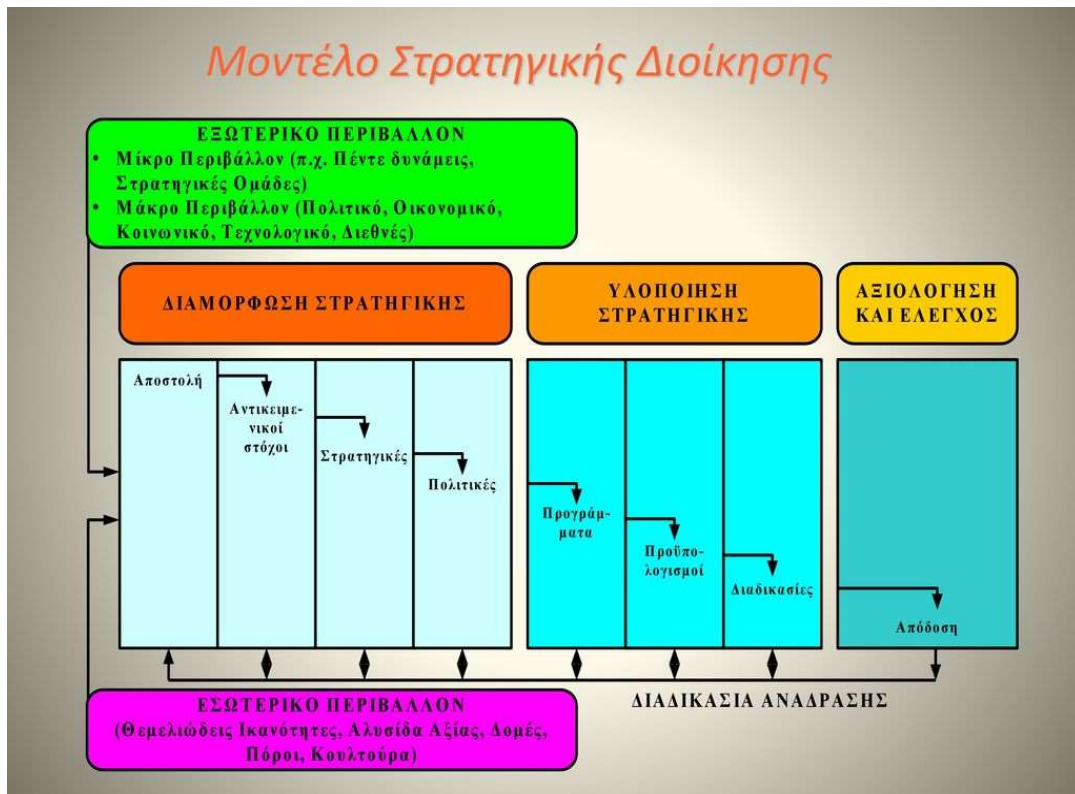 Μοντέλο Στρατηγικής Διοίκησης
ΕΞΩΤΕΡΙΚΟ ΠΕΡΙΒΑΛΛΟΝ
• Μίκρο Περιβάλλον (π.χ. Πέντε δυνάμεις,
Στρατηγικές Ομάδες)
• Μάκρο Περιβάλλον (Πολιτικό, Οικονομικό,
Κοινωνικό, Τεχνολογικό, Διεθνές)
ΔΙΑΜΟΡΦΩΣΗ ΣΤΡΑΤΗΓΙΚΗΣ
ΥΛΟΠΟΙΗΣΗ
ΣΤΡΑΤΗΓΙΚΗΣ
ΑΞΙΟΛΟΓΗΣΗ
ΚΑΙ ΕΛΕΓΧΟΣ
Αποστολή
Αντικειμε-
νικοί
στόχοι
Στρατηγικές
Πολιτικές
Προγράμ-
ματα
Προϋπο-
λογισμοί
Διαδικασίες
Απόδοση
ΔΙΑΔΙΚΑΣΙΑ ΑΝΑΔΡΑΣΗΣ
ΕΣΩΤΕΡΙΚΟ ΠΕΡΙΒΑΛΛΟΝ
(Θεμελιώδεις Ικανότητες, Αλυσίδα Αξίας, Δομές,
Πόροι, Κουλτούρα)